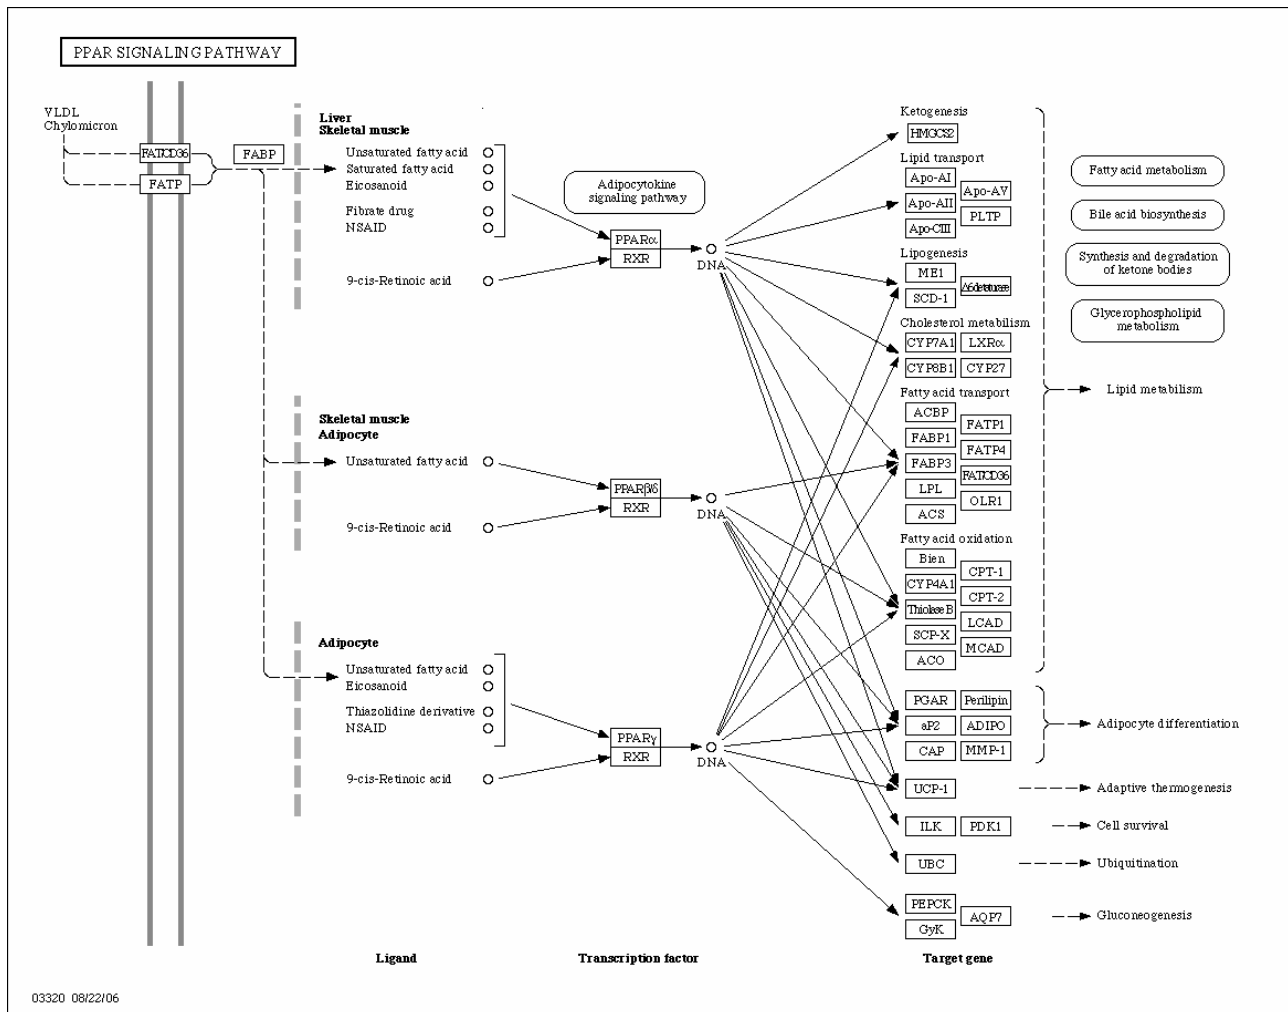 PPAR SIGNALING PATHWAY
VLDL
Chylomicron
FAT/CD36
FATP
FABP
Liver
Skeletal muscle
Unsaturated fatty acid
Saturated fatty acid
Eicosanoid
Fibrate drug
NSAID
9-cis-Retinoic acid
Adipocytokine
signaling pathway
PPARα
RXR
DNA
Skeletal muscle
Adipocyte
Unsaturated fatty acid
9-cis-Retinoic acid
PPARβ/δ
RXR
DNA
Adipocyte
Unsaturated fatty acid
Eicosanoid
Thiazolidine derivative
NSAID
9-cis-Retinoic acid
PPARγ
RXR
DNA
Ketogenesis
HMGCS2
Lipid transport
Apo-AI
Apo-AII
Apo-CIII
Apo-AV
PLTP
Lipogenesis
ME1
SCD-1
Cholesterol metabilism
CYP7A1
LXRα
CYP8B1
CYP27
Fatty acid transport
ACBP
FABP1
FABP3
LPL
ACS
FATP1
FATP4
FAT/CD36
OLR1
Fatty acid oxidation
Bien
CYP4A1
Thiolase B
SCP-X
ACO
CPT-1
CPT-2
LCAD
MCAD
PGAR
Perilipin
aP2
ADIPO
CAP
MMP-1
UCP-1
ILK
PDK1
UBC
PEPCK
GyK
AQP7
Fatty acid metabolism
Bile acid biosynthesis
Synthesis and degradation
of ketone bodies
Glycerophospholipid
metabolism
Lipid metabolism
Adipocyte differentiation
Adaptive thermogenesis
Cell survival
Ubiquitination
Gluconeogenesis
Ligand
Transcription factor
Target gene
03320 08/22/06